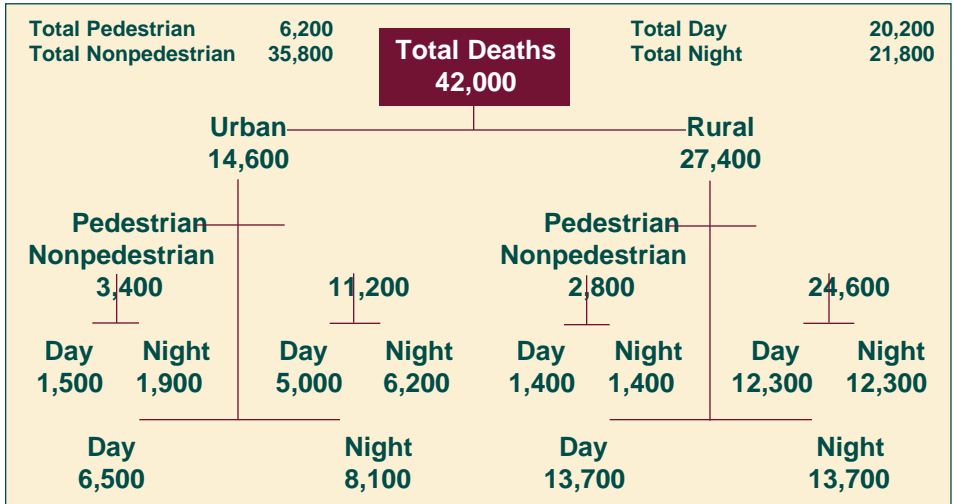 Total Pedestrian 6,200
Total Nonpedestrian 35,800
Total Deaths
42,000
Total Day 20,200
Total Night 21,800
Urban
14,600
Rural
27,400
Pedestrian
Nonpedestrian
3,400
11,200
Pedestrian
Nonpedestrian
2,800
24,600
Day Night
1,500 1,900
Day Night
5,000 6,200
Day Night
1,400 1,400
Day Night
12,300 12,300
Day
6,500
Night
8,100
Day
13,700
Night
13,700